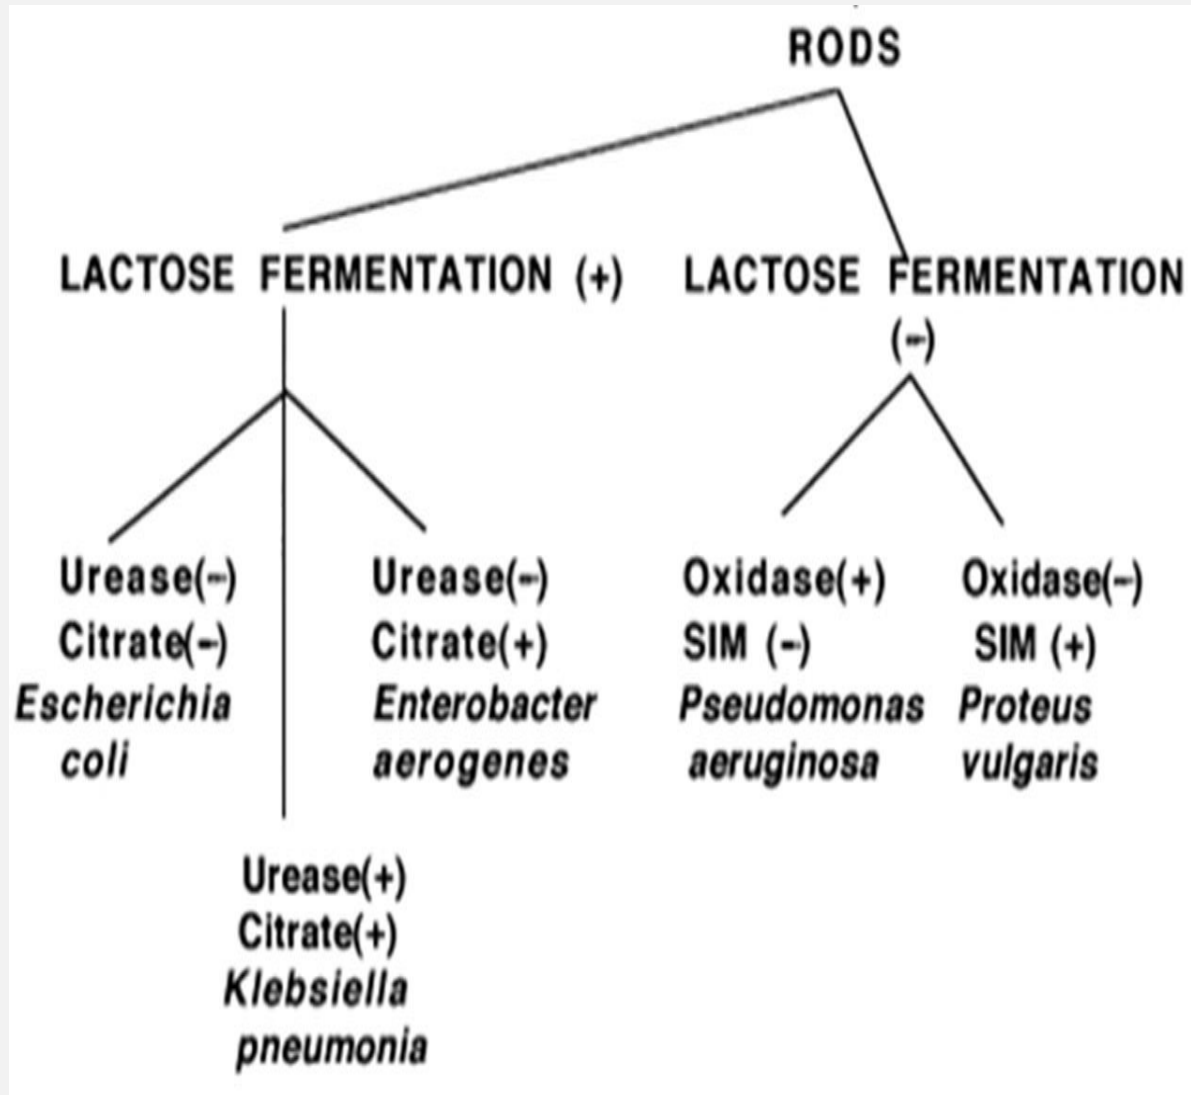 RODS
LACTOSE FERMENTATION (+)
LACTOSE FERMENTATION
(-)
Urease(-)
Citrate(-)
Escherichia
coli
Urease(-)
Citrate(+)
Enterobacter
aerogenes
Oxidase(+)
SIM (-)
Pseudomonas
aeruginosa
Oxidase(-)
SIM (+)
Proteus
vulgaris
Urease(+)
Citrate(+)
Klebsiella
pneumonia